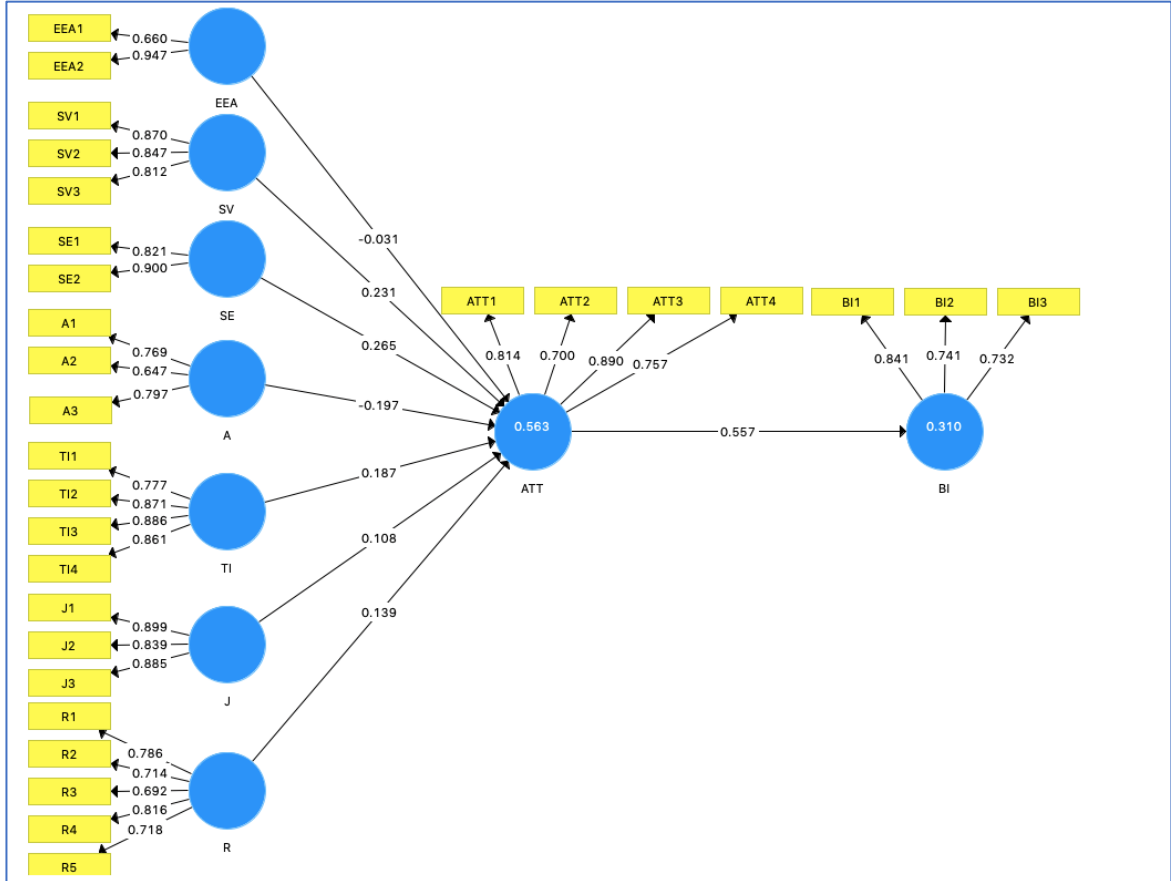 EEA1
EEA2
0.660
0.947
EEA
SV1
SV2
SV3
0.870
0.847
0.812
SV
SE1
SE2
0.821
0.900
SE
A1
A2
A3
0.769
0.647
0.797
A
TI1
TI2
TI3
TI4
0.777
0.871
0.886
0.861
TI
J1
J2
J3
0.899
0.839
0.885
J
R1
R2
R3
R4
R5
0.786
0.714
0.692
0.816
0.718
R
-0.031
0.231
0.265
-0.197
0.187
0.108
0.139
ATT1
ATT2
ATT3
ATT4
0.814
0.700
0.890
0.757
0.563
ATT
0.557
BI1
BI2
BI3
0.841
0.741
0.732
0.310
BI